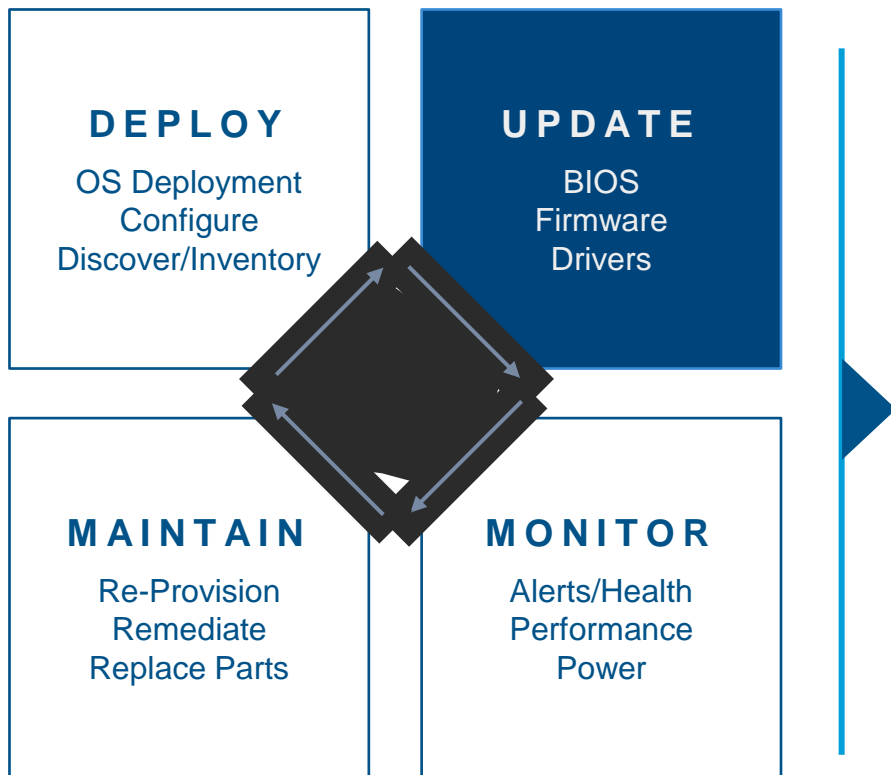 DEPLOY
OS Deployment
Configure
Discover/Inventory
UPDATE
BIOS
Firmware
Drivers
MAINTAIN
Re-Provision
Remediate
Replace Parts
MONITOR
Alerts/Health
Performance
Power